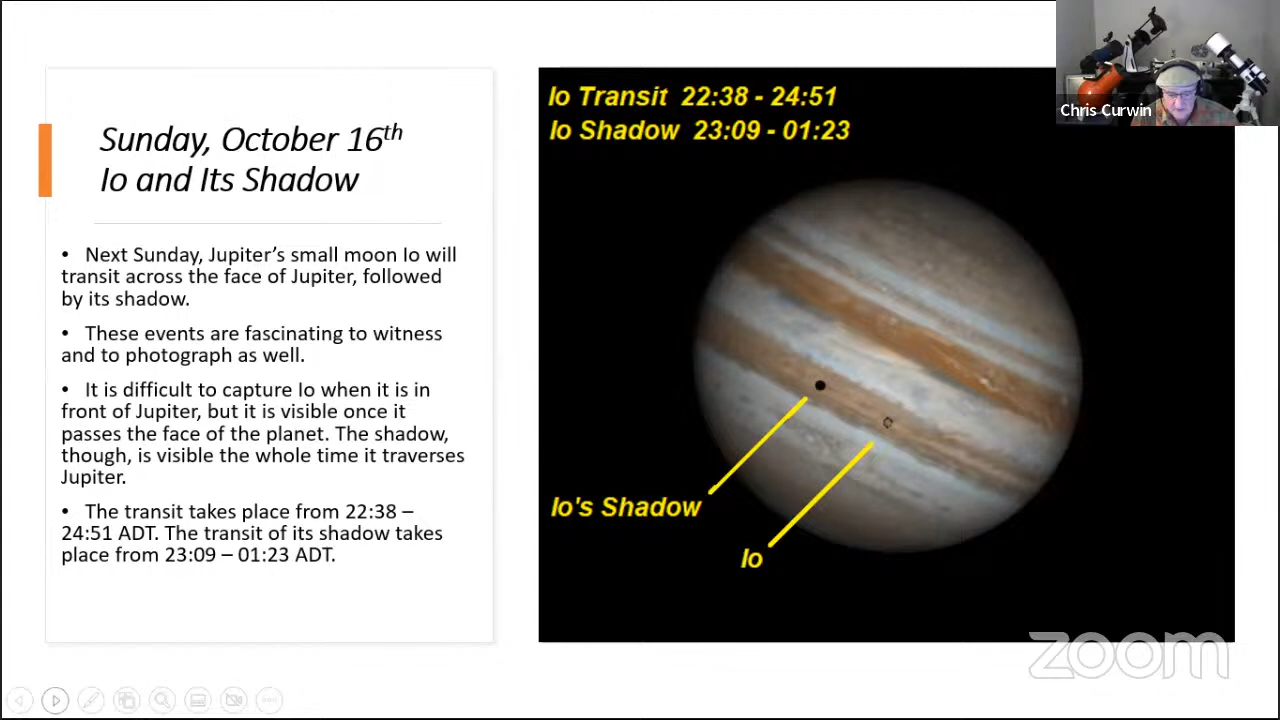 Sunday, October 16th
Io and Its Shadow
• Next Sunday, Jupiter’s small moon Io will
transit across the face of Jupiter, followed
by its shadow.
• These events are fascinating to witness
and to photograph as well.
• It is difficult to capture Io when it is in
front of Jupiter, but it is visible once it
passes the face of the planet. The shadow,
though, is visible the whole time it traverses
Jupiter.
• The transit takes place from 22:38 –
24:51 ADT. The transit of its shadow takes
place from 23:09 – 01:23 ADT.
Io Transit 22:38 - 24:51
Io Shadow 23:09 - 01:23
Io's Shadow
Io
Chris Curwin
zoom